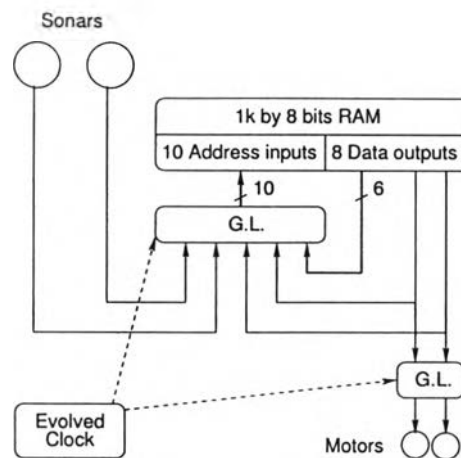 Sonars
1k by 8 bits RAM
10 Address inputs
8 Data outputs
10
6
G.L.
G.L.
Evolved
Clock
Motors